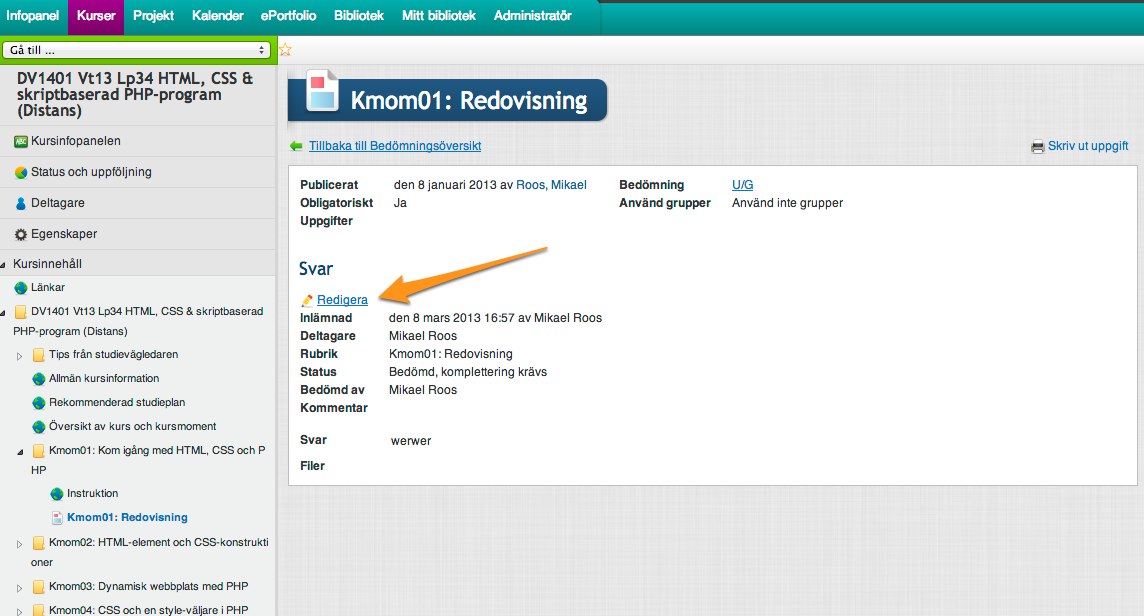 Infopanel Kurser Projekt Kalender ePortfolio Bibliotek Mitt bibliotek Administratör
Gå till ...
DV1401 Vt13 Lp34 HTML, CSS &
skriptbaserad PHP-program
(Distans)
ABC Kursinfopanelen
Status och uppföljning
Deltagare
Egenskaper
Kursinnehåll
Länkar
DV1401 Vt13 Lp34 HTML, CSS & skriptbaserad
PHP-program (Distans)
Tips från studievägledaren
Allmän kursinformation
Rekommenderad studieplan
Översikt av kurs och kursmoment
Kmom01: Kom igång med HTML, CSS och P
HP
Instruktion
Kmom01: Redovisning
Kmom02: HTML-element och CSS-konstrukti
oner
Kmom03: Dynamisk webbplats med PHP
Kmom04: CSS och en style-väljare i PHP
Kmom01: Redovisning
Tillbaka till Bedömningsöversikt
Skriv ut uppgift
Publicerat den 8 januari 2013 av Roos, Mikael Bedömning U/G
Obligatoriskt Ja Använd grupper Använd inte grupper
Uppgifter
Svar
Redigera
Inlämnad den 8 mars 2013 16:57 av Mikael Roos
Deltagare Mikael Roos
Rubrik Kmom01: Redovisning
Status Bedömd, komplettering krävs
Bedömd av Mikael Roos
Kommentar
Svar werwer
Filer